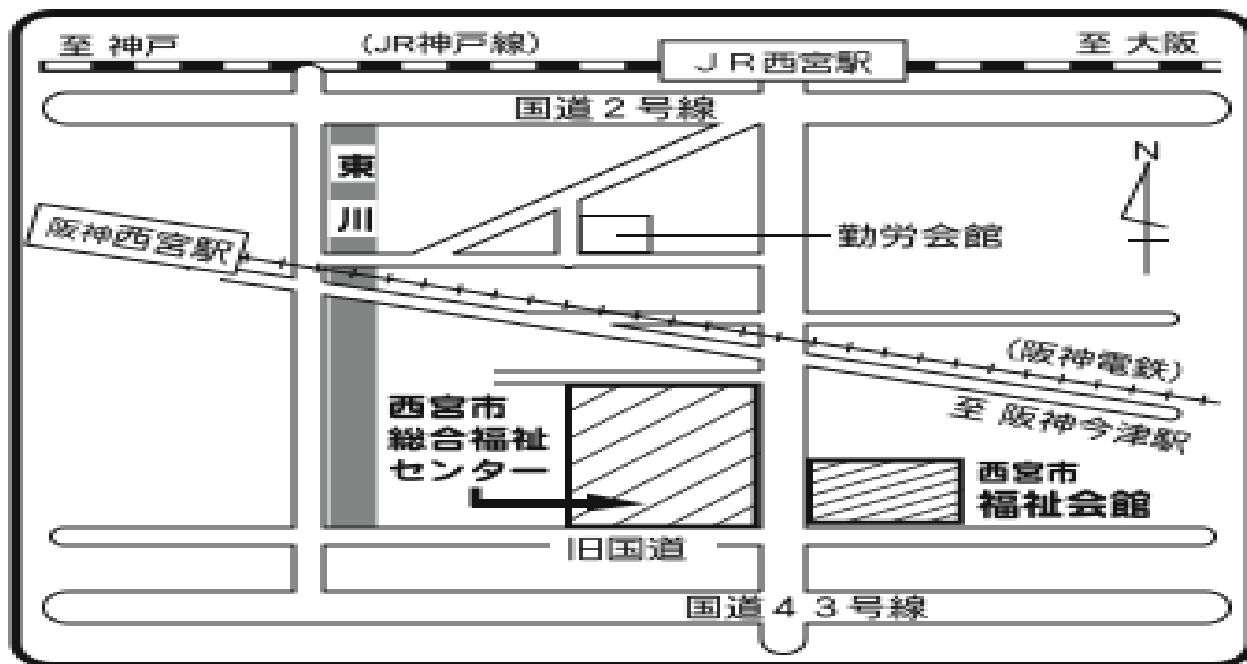 至 神戸
(JR神戸線)
JR西宮駅
至 大阪
国道2号線
東川
N
阪神西宮駅
勤労会館
(阪神電鉄)
至 阪神今津駅
西宮市
総合福祉
センター
西宮市
福祉会館
旧国道
国道43号線